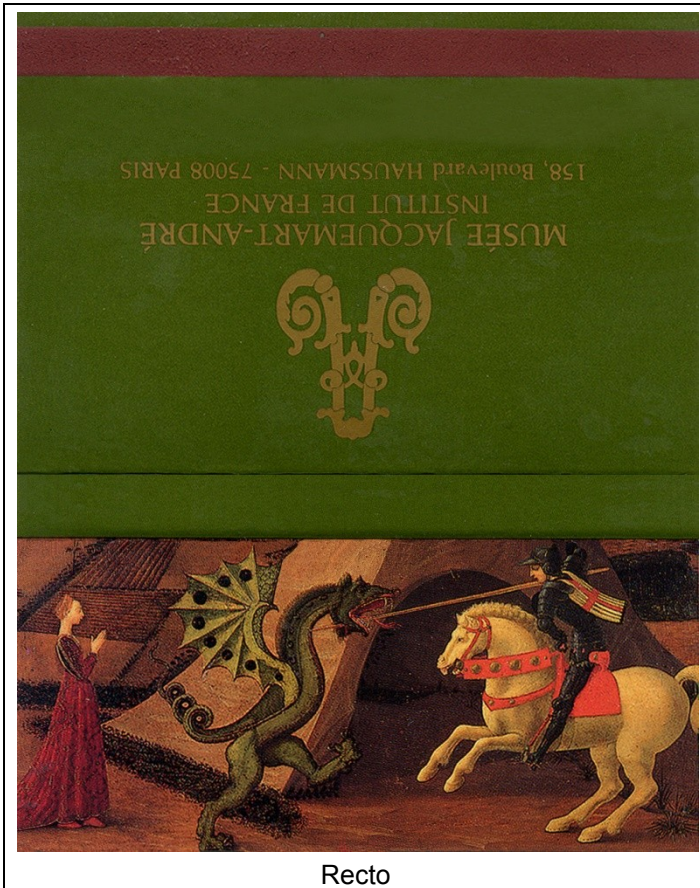 MUSÉE JACQUEMART-ANDRÉ
INSTITUT DE FRANCE
158, Boulevard HAUSSMANN - 75008 PARIS
Recto